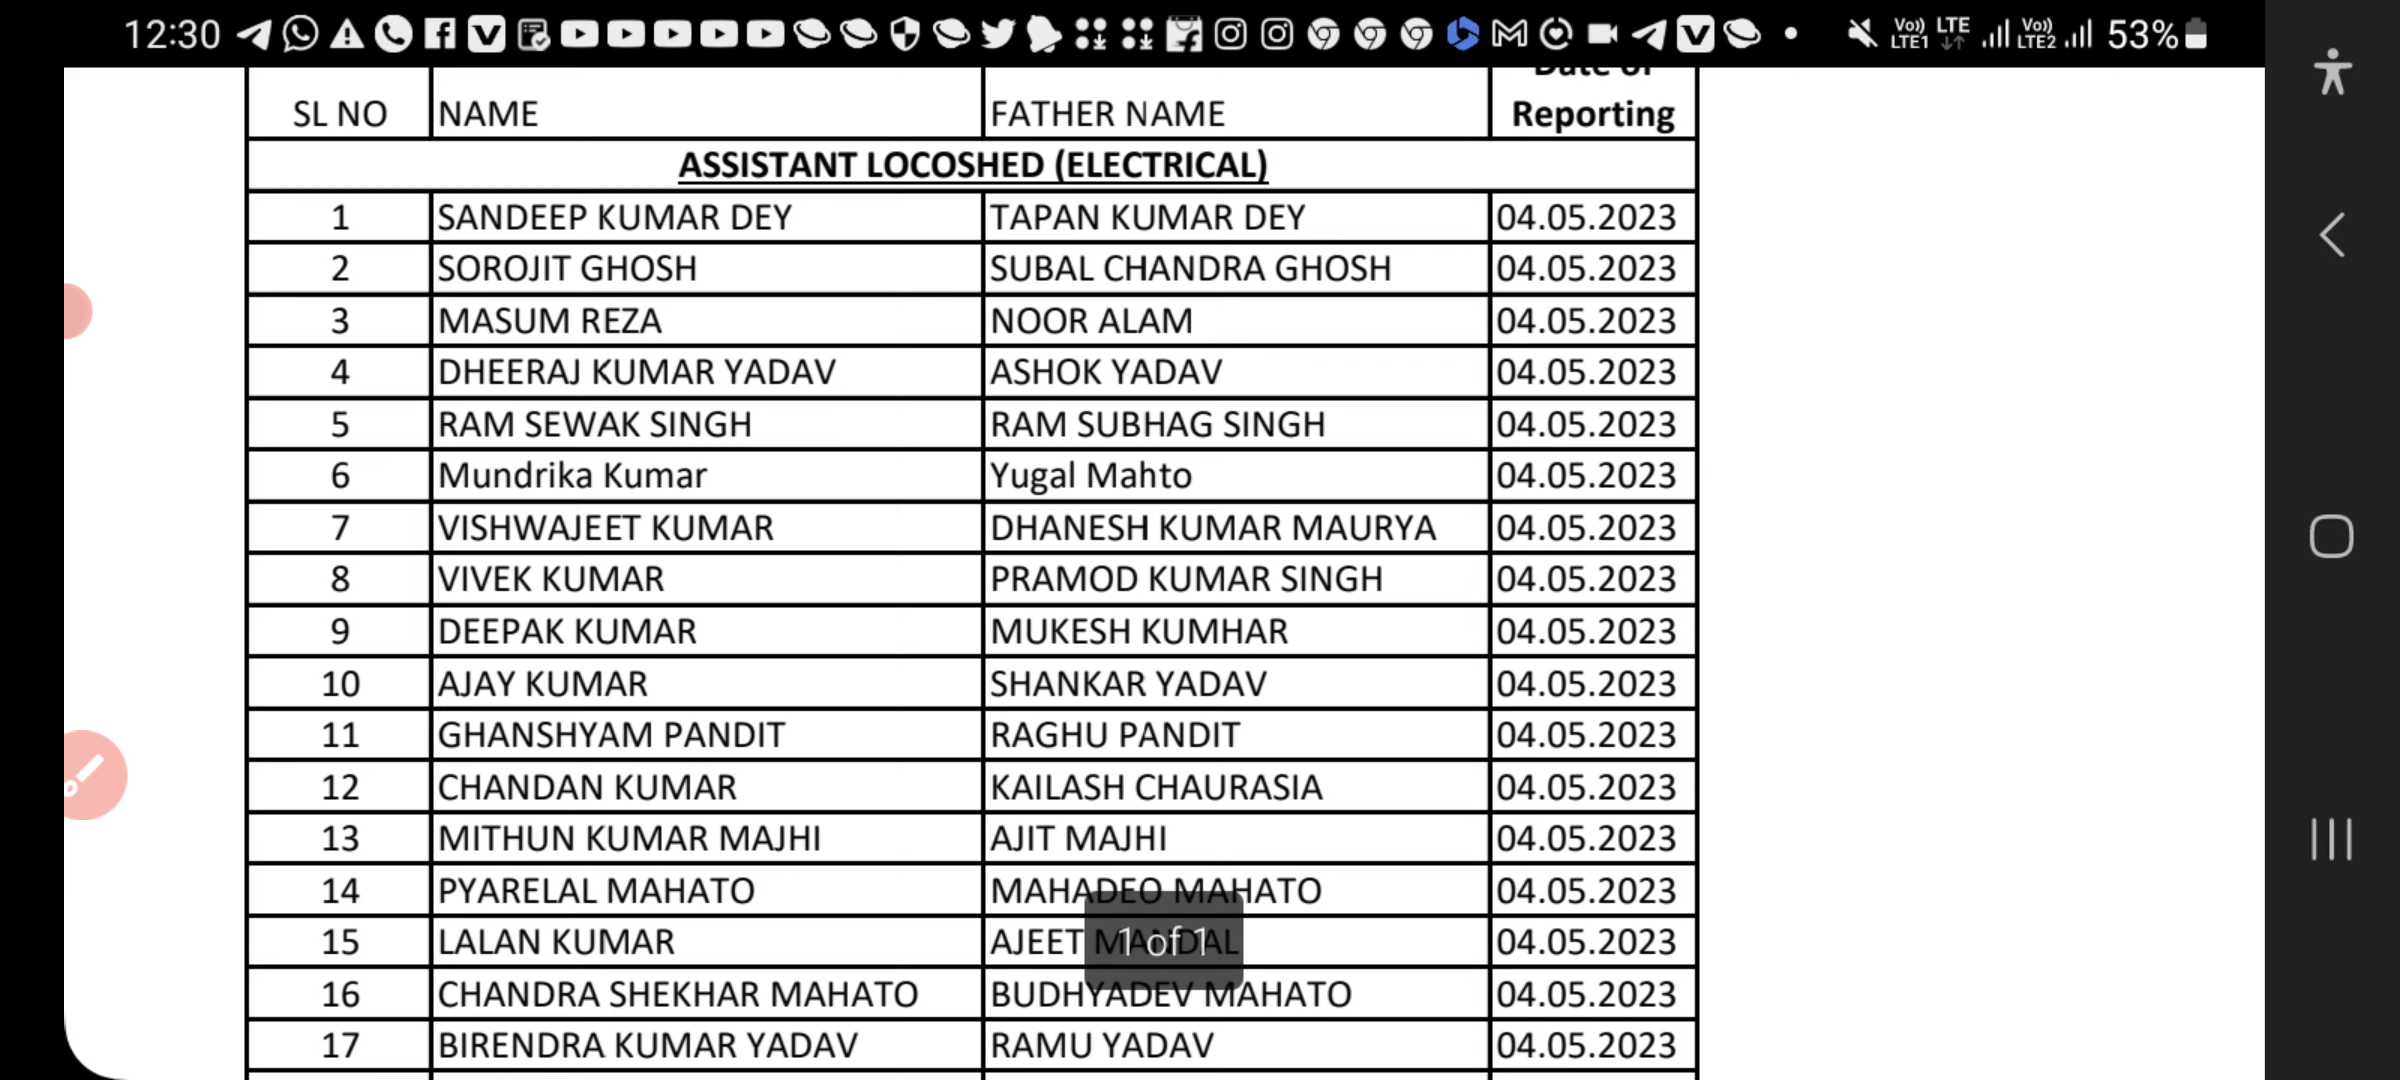 12:30 Vo)) LTE1 LTE Vo)) LTE2 53%
Date of
SL NO NAME FATHER NAME Reporting
ASSISTANT LOCOSHED (ELECTRICAL)
1 SANDEEP KUMAR DEY TAPAN KUMAR DEY 04.05.2023
2 SOROJIT GHOSH SUBAL CHANDRA GHOSH 04.05.2023
3 MASUM REZA NOOR ALAM 04.05.2023
4 DHEERAJ KUMAR YADAV ASHOK YADAV 04.05.2023
5 RAM SEWAK SINGH RAM SUBHAG SINGH 04.05.2023
6 Mundrika Kumar Yugal Mahto 04.05.2023
7 VISHWAJEET KUMAR DHANESH KUMAR MAURYA 04.05.2023
8 VIVEK KUMAR PRAMOD KUMAR SINGH 04.05.2023
9 DEEPAK KUMAR MUKESH KUMHAR 04.05.2023
10 AJAY KUMAR SHANKAR YADAV 04.05.2023
11 GHANSHYAM PANDIT RAGHU PANDIT 04.05.2023
12 CHANDAN KUMAR KAILASH CHAURASIA 04.05.2023
13 MITHUN KUMAR MAJHI AJIT MAJHI 04.05.2023
14 PYARELAL MAHATO MAHADEO MAHATO 04.05.2023
15 LALAN KUMAR AJEET MANDAL 04.05.2023
1 of 1
16 CHANDRA SHEKHAR MAHATO BUDHYADEV MAHATO 04.05.2023
17 BIRENDRA KUMAR YADAV RAMU YADAV 04.05.2023